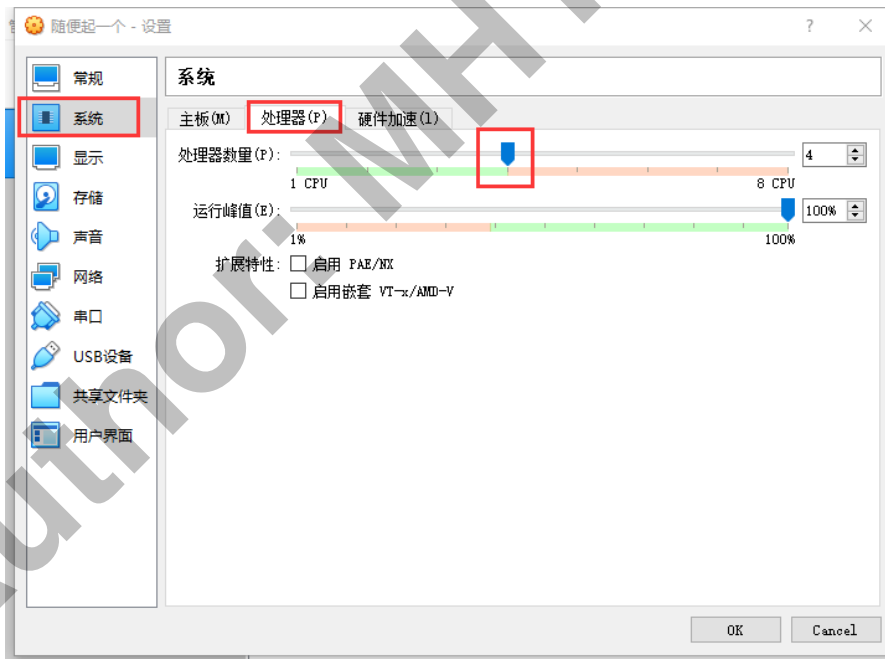 随便起一个 - 设置
?
常规
系统
显示
存储
声音
网络
串口
USB设备
共享文件夹
用户界面
系统
主板(M) 处理器(P) 硬件加速(l)
处理器数量(P): 4
1 CPU 8 CPU
运行峰值(E): 100%
1% 100%
扩展特性: 启用 PAE/NX
启用嵌套 VT-x/AMD-V
OK Cancel
Author: MH